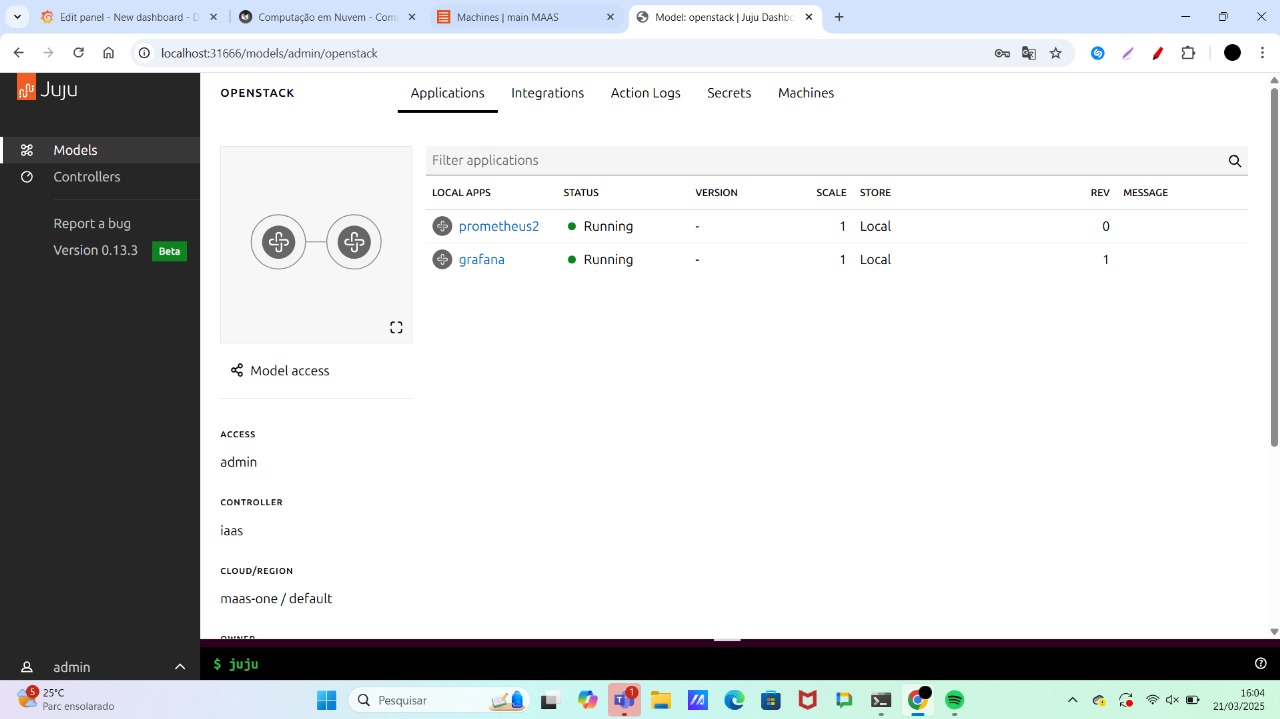 Edit panel - New dashboard - D
Computação em Nuvem - Com
Machines | main MAAS
Model: openstack | Juju Dashbo
localhost:31666/models/admin/openstack
Juju
OPENSTACK
Applications Integrations Action Logs Secrets Machines
Models
Controllers
Report a bug
Version 0.13.3 Beta
Filter applications
LOCAL APPS STATUS VERSION SCALE STORE REV MESSAGE
prometheus2 Running - 1 Local 0
grafana Running - 1 Local 1
Model access
ACCESS
admin
CONTROLLER
iaas
CLOUD/REGION
maas-one / default
OWNER
admin
$ juju
5
25°C
Parc ensolarado
Pesquisar
1
16:04
21/03/2025